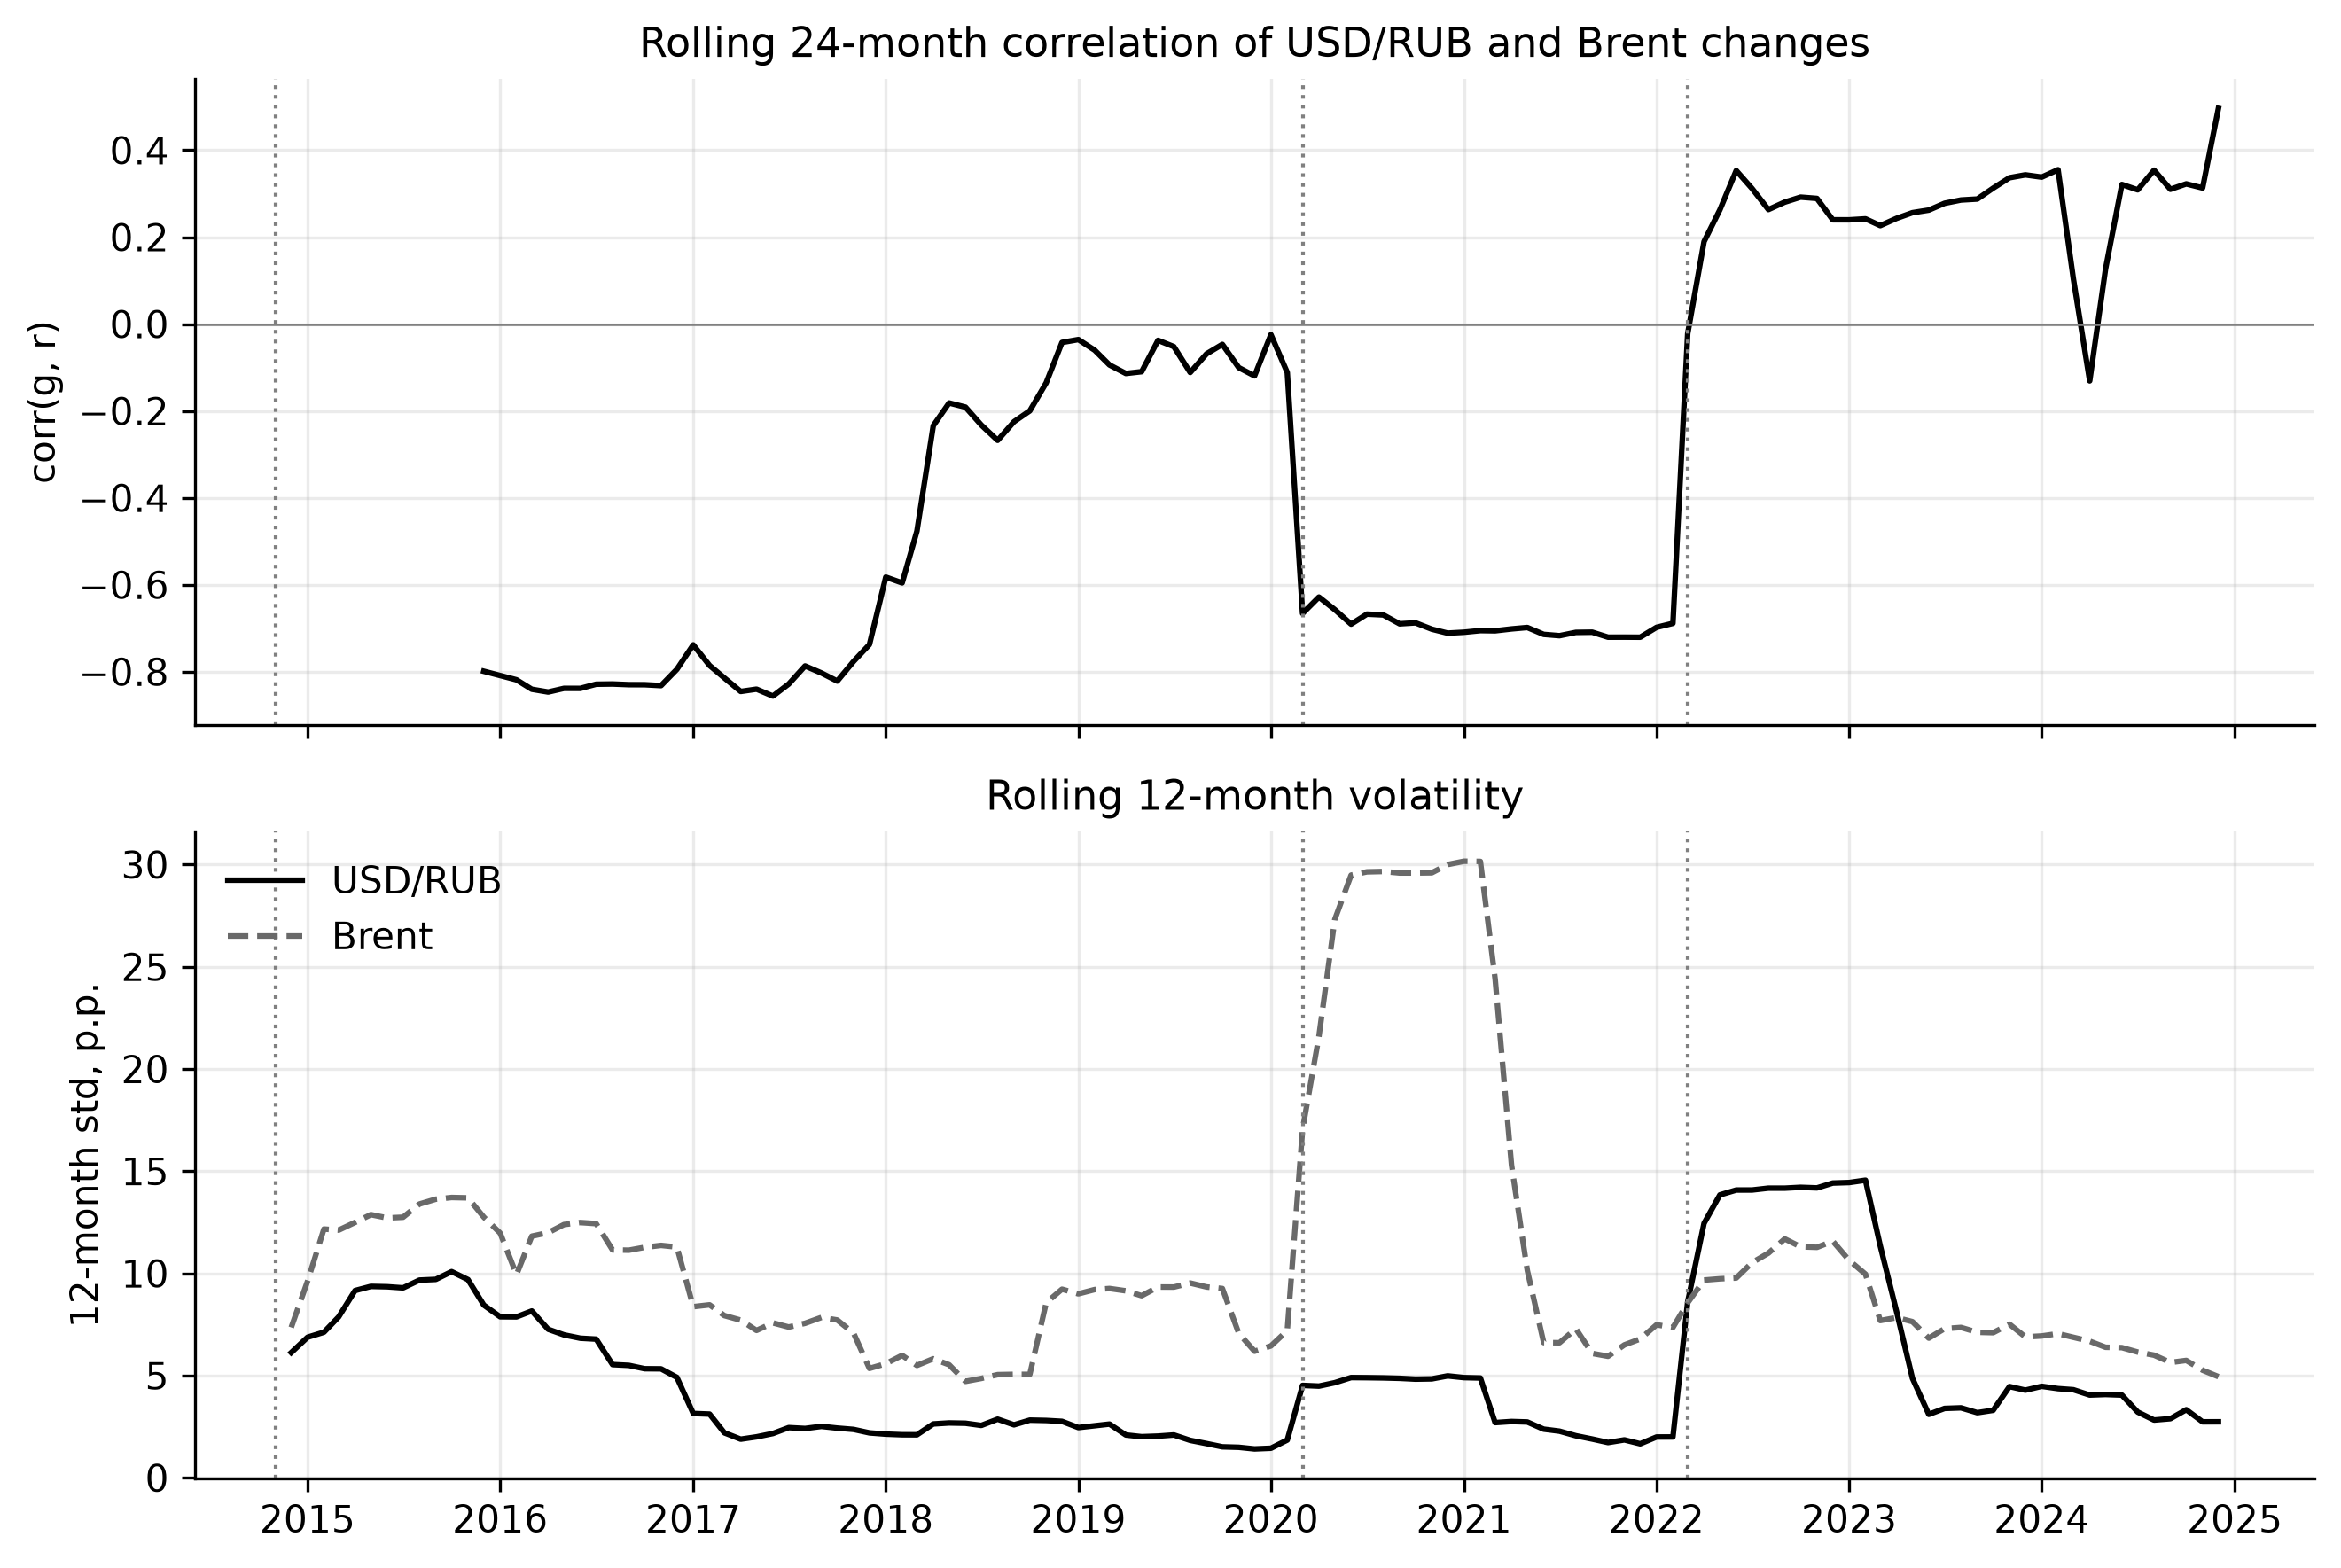 Rolling 24-month correlation of USD/RUB and Brent changes
corr(g, r)
0.4
0.2
0.0
−0.2
−0.4
−0.6
−0.8
Rolling 12-month volatility
12-month std, p.p.
30
25
20
15
10
5
0
USD/RUB
Brent
2015 2016 2017 2018 2019 2020 2021 2022 2023 2024 2025